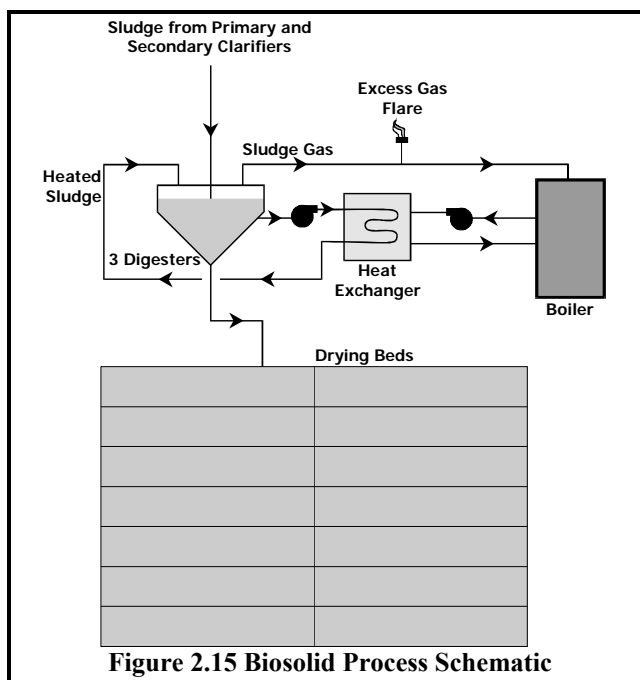 Sludge from Primary and
Secondary Clarifiers
Excess Gas
Flare
Sludge Gas
Heated
Sludge
3 Digesters
Heat
Exchanger
Boiler
Drying Beds
Figure 2.15 Biosolid Process Schematic